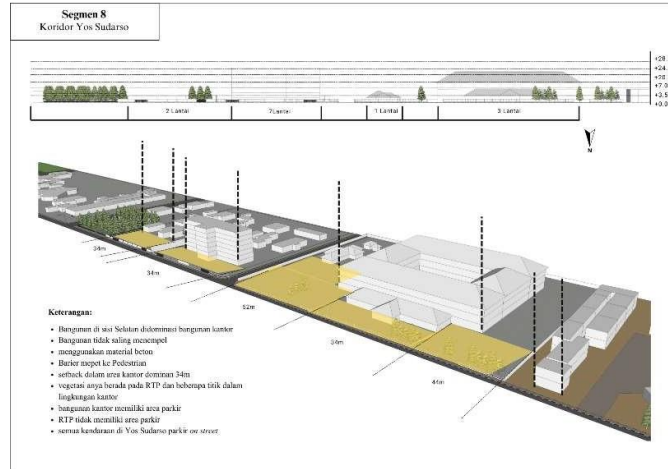 Segmen 8
Koridor Yos Sudarso
+28.
+24.
+20.
+7.0
+3.5
+0.0
2 Lantai
7Lantai
1 Lantai
3 Lantai
N
34m
34m
52m
34m
44m
Keterangan:
• Bangunan di sisi Selatan didominasi bangunan kantor
• Bangunan tidak saling menempel
• menggunakan material beton
• Barier mepet ke Pedestrian
• setback dalam area kantor dominan 34m
• vegetasi anya berada pada RTP dan beberapa titik dalam
lingkungan kantor
• bangunan kantor memiliki area parkir
• RTP tidak memiliki area parkir
• semua kendaraan di Yos Sudarso parkir on street